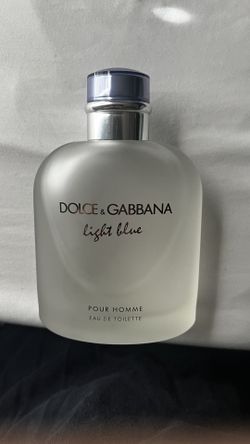 DOLCE & GABBANA
light blue
POUR HOMME
EAU DE TOILETTE